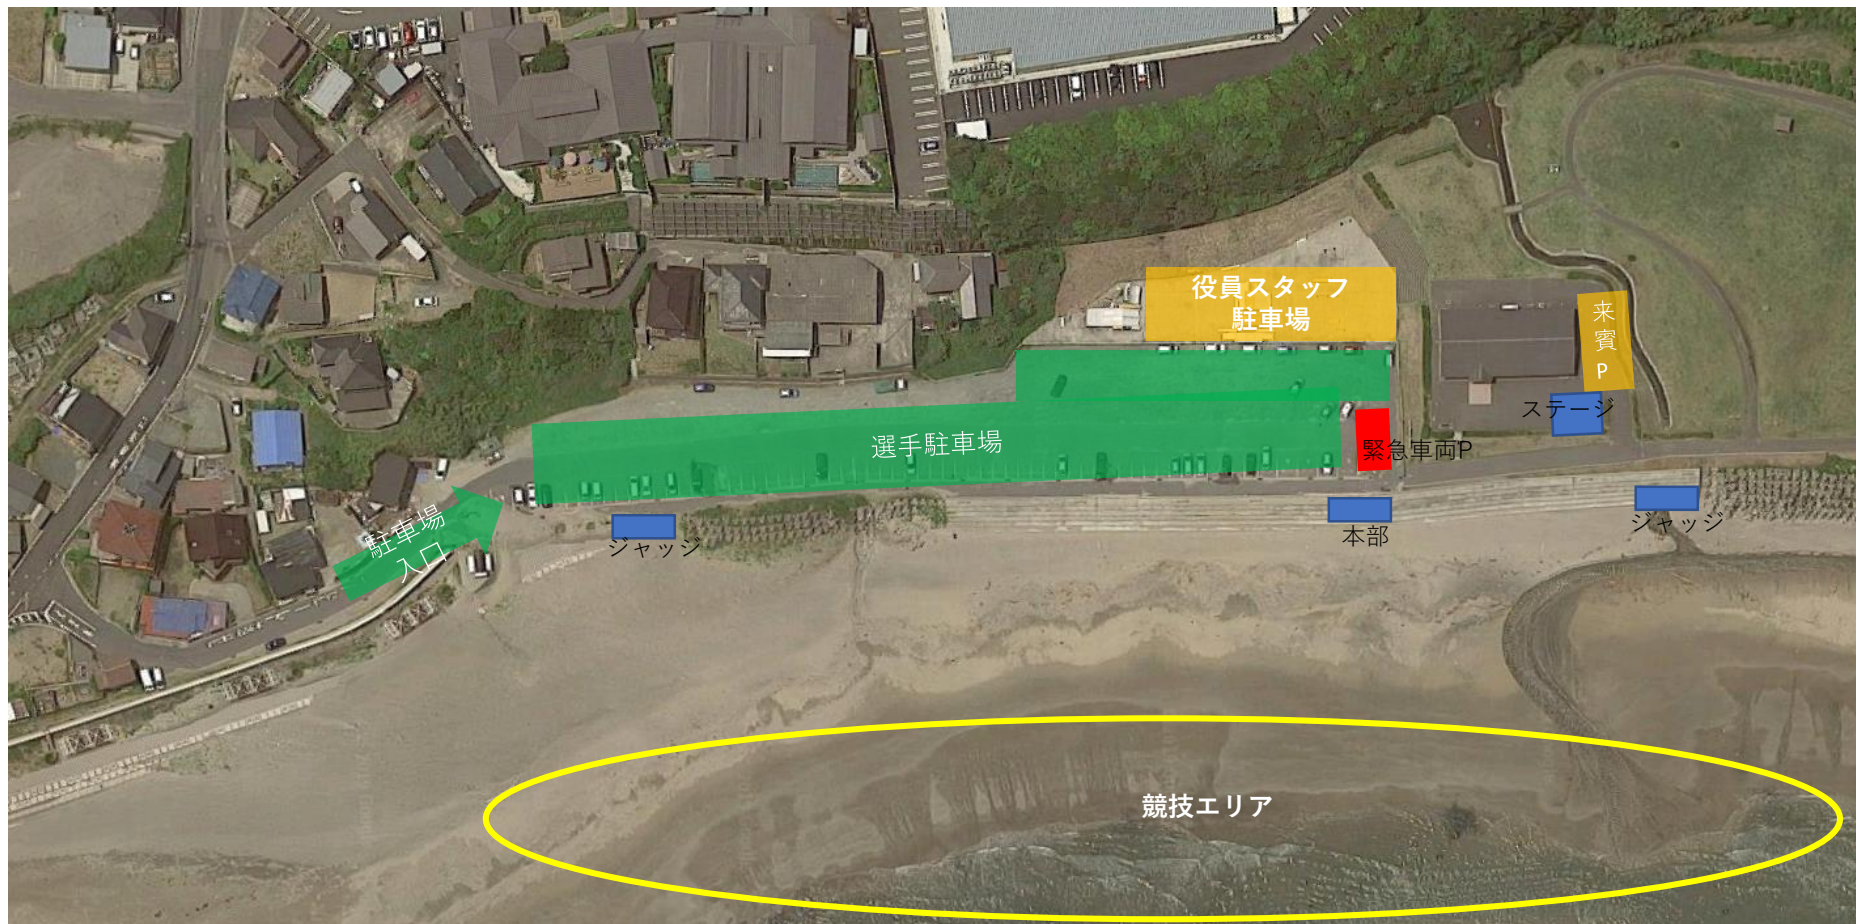 役員スタッフ
駐車場
来
賓
P
ステージ
選手駐車場
緊急車両P
駐車場
入口
ジャッジ
本部
ジャッジ
競技エリア